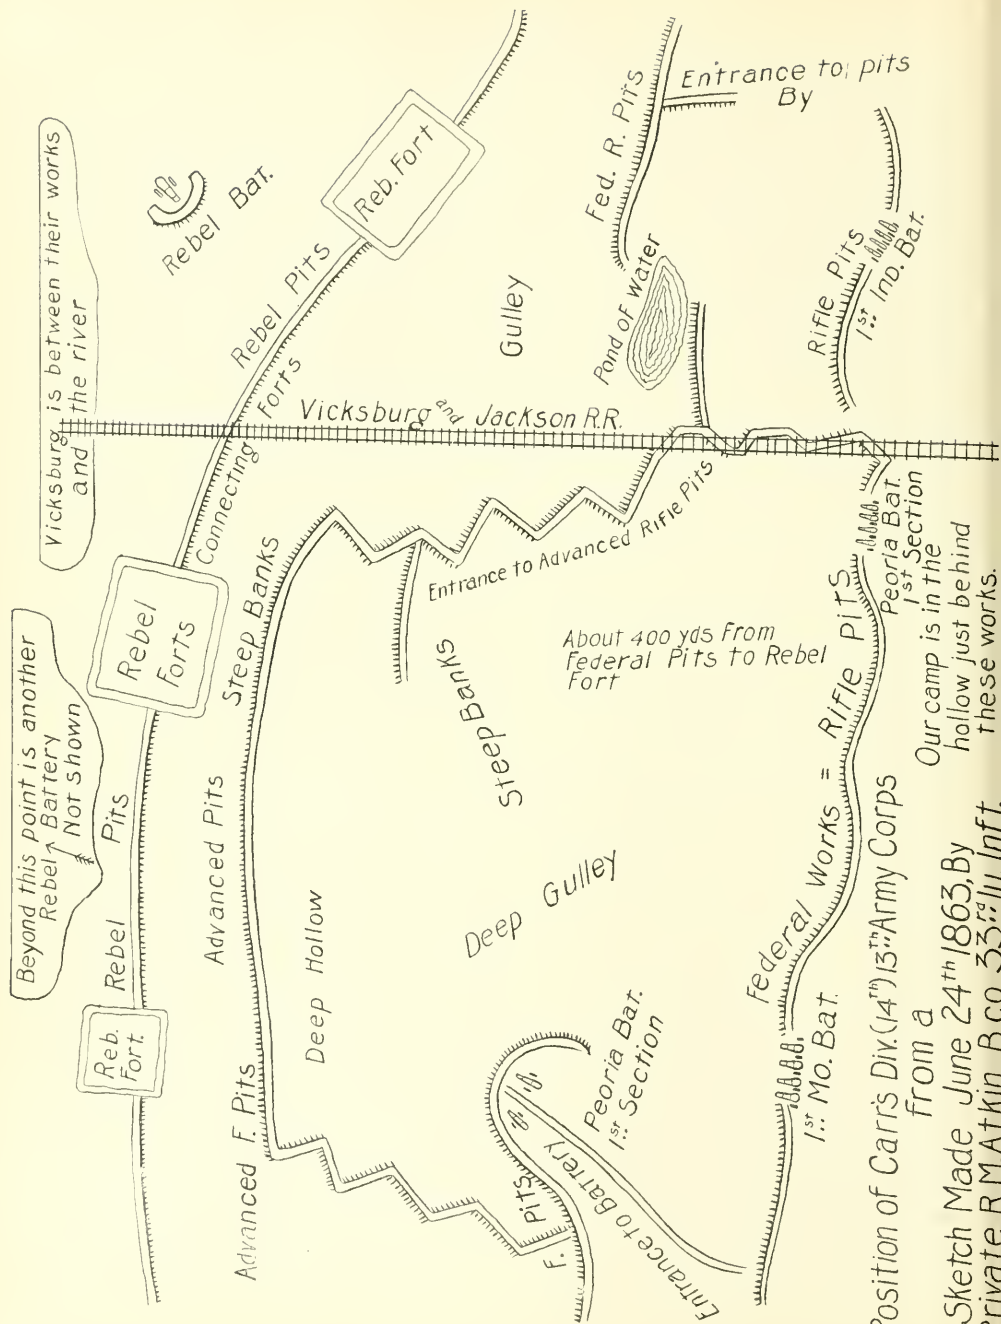 Vicksburg is between their works
and the river
Beyond this point is another
Rebel Battery
Not shown
Rebel Bat.
Reb. Fort
Rebel Pits
Connecting Forts
Rebel
Forts
Rebel Pits
Reb.
Fort.
Entrance to pits
By
Fed. R. Pits
Pond of Water
Gulley
Rifle Pits
1st Ind. Bat.
Vicksburg and Jackson R.R.
Steep Banks
Entrance to Advanced Rifle Pits
Advanced Pits
Advanced F. Pits
Deep Hollow
Steep Banks
About 400 yds From
Federal Pits to Rebel
Fort
Deep Gulley
Peoria Bat.
1st Section
Our camp is in the
hollow just behind
these works.
Federal Works = Rifle Pits
Peoria Bat.
1st Section
F. Pits
Entrance to Battery
1st Mo. Bat.
Position of Carr's Div. (14th) 13th Army Corps
from a
Sketch Made June 24th 1863, By
Private R M Atkin B co 33rd Inft.